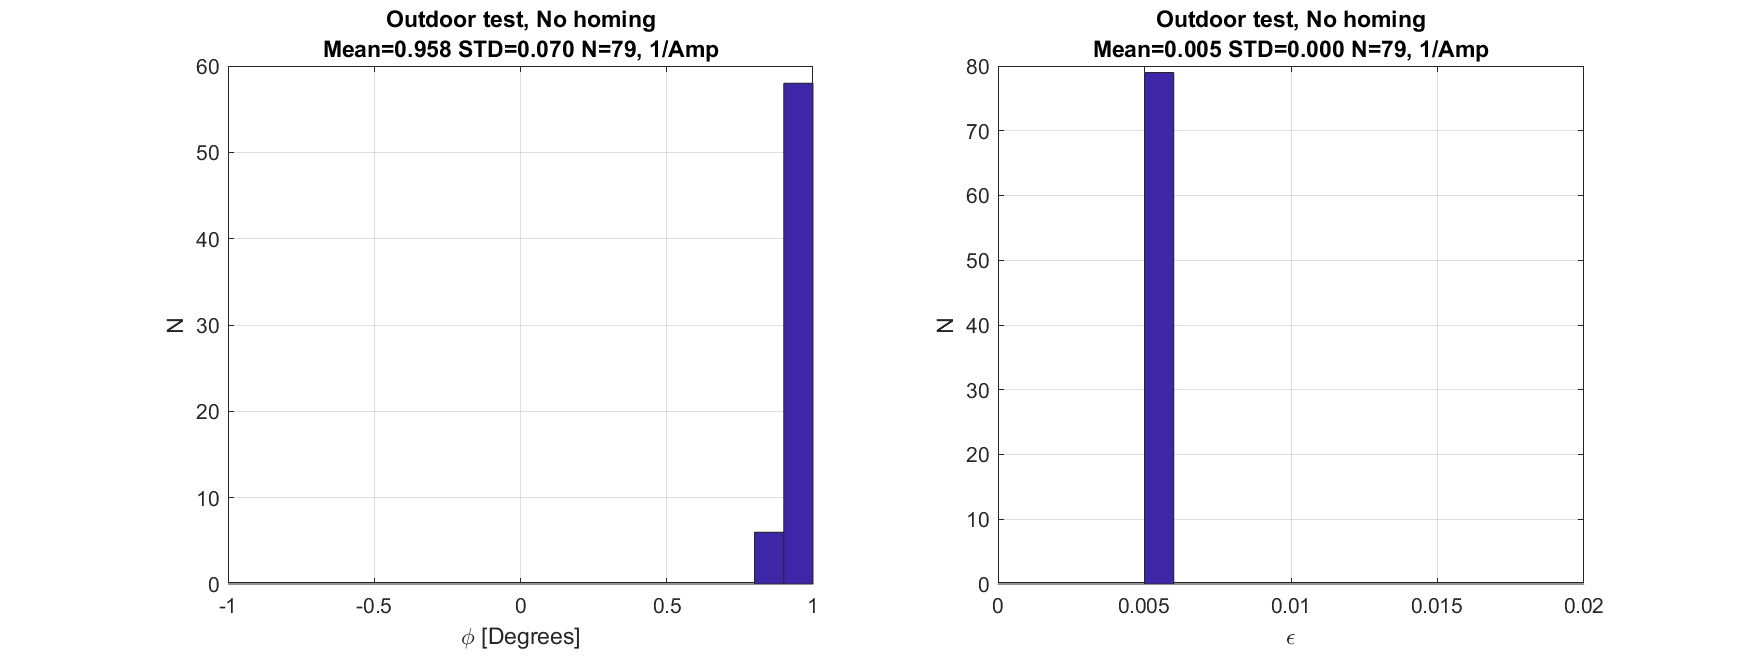 Outdoor test, No homing
Mean=0.958 STD=0.070 N=79, 1/Amp
60
50
40
30
20
10
0
N
-1 -0.5 0 0.5 1
ϕ [Degrees]
Outdoor test, No homing
Mean=0.005 STD=0.000 N=79, 1/Amp
80
70
60
50
40
30
20
10
0
N
0 0.005 0.01 0.015 0.02
ϵ